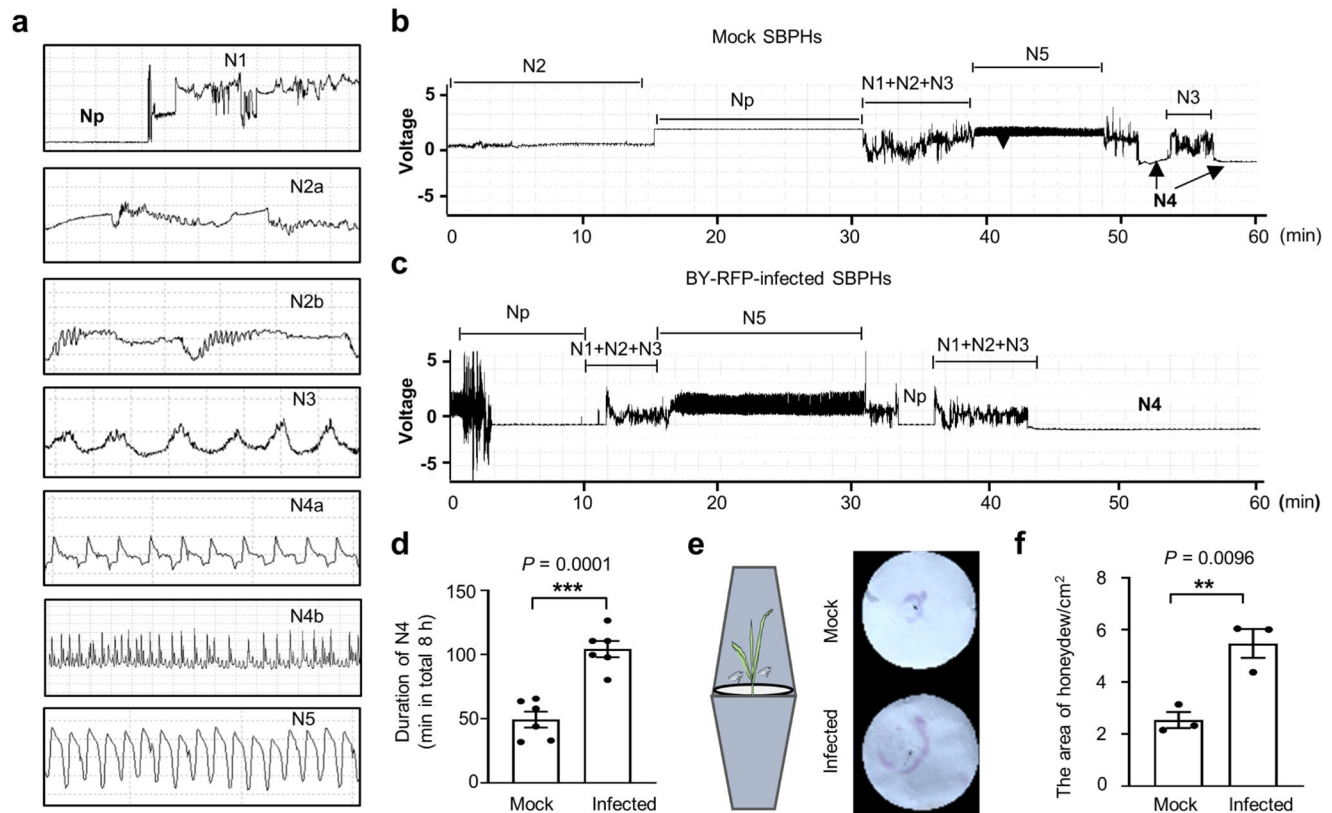 a
N1
Np
N2a
N2b
N3
N4a
N4b
N5
b
Mock SBPHs
N2
Np
N1+N2+N3
N5
N3
N4
Voltage
5
0
-5
0 10 20 30 40 50 60 (min)
c
BY-RFP-infected SBPHs
Np
N1+N2+N3
N5
Np
N1+N2+N3
N4
Voltage
5
0
-5
0 10 20 30 40 50 60 (min)
d
P = 0.0001
***
Duration of N4
(min in total 8 h)
150
100
50
0
Mock Infected
e
Mock
Infected
f
P = 0.0096
**
The area of honeydew/cm²
8
6
4
2
0
Mock Infected